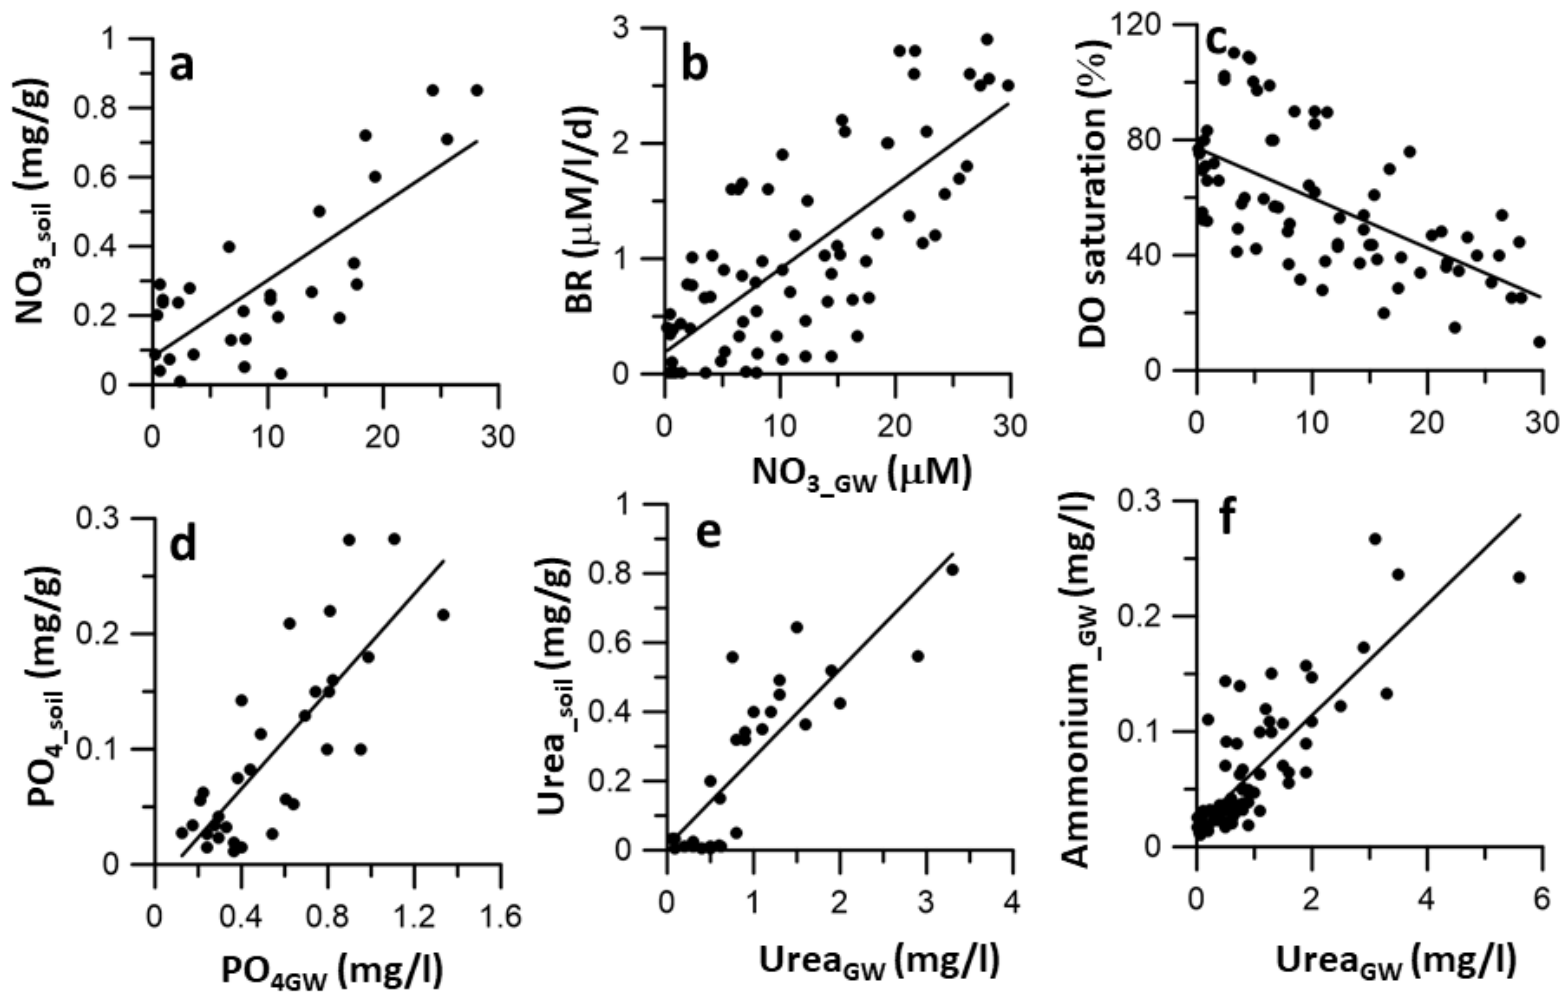 a
NO3_soil (mg/g)
1
0.8
0.6
0.4
0.2
0
0 10 20 30
b
BR (μM/l/d)
3
2
1
0
0 10 20 30
NO3_GW (μM)
c
DO saturation (%)
120
80
40
0
0 10 20 30
d
PO4_soil (mg/g)
0.3
0.2
0.1
0
0 0.4 0.8 1.2 1.6
PO4GW (mg/l)
e
Urea_soil (mg/g)
1
0.8
0.6
0.4
0.2
0
0 1 2 3 4
UreaGW (mg/l)
f
Ammonium_GW (mg/l)
0.3
0.2
0.1
0
0 2 4 6
UreaGW (mg/l)